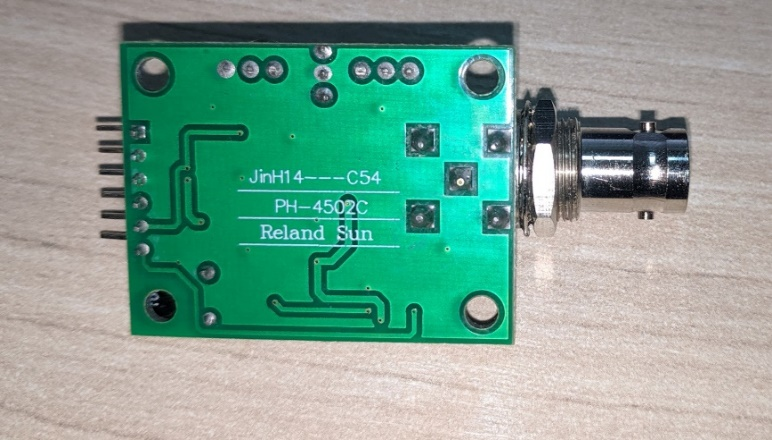 JinH14---C54
PH-4502C
Reland Sun